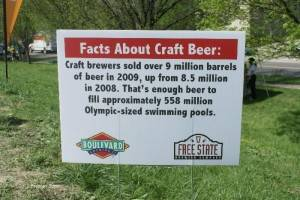 Facts About Craft Beer:
Craft brewers sold over 9 million barrels
of beer in 2009, up from 8.5 million
in 2008. That's enough beer to
fill approximately 558 million
Olympic-sized swimming pools.
BOULEVARD
FREE STATE
BREWING COMPANY